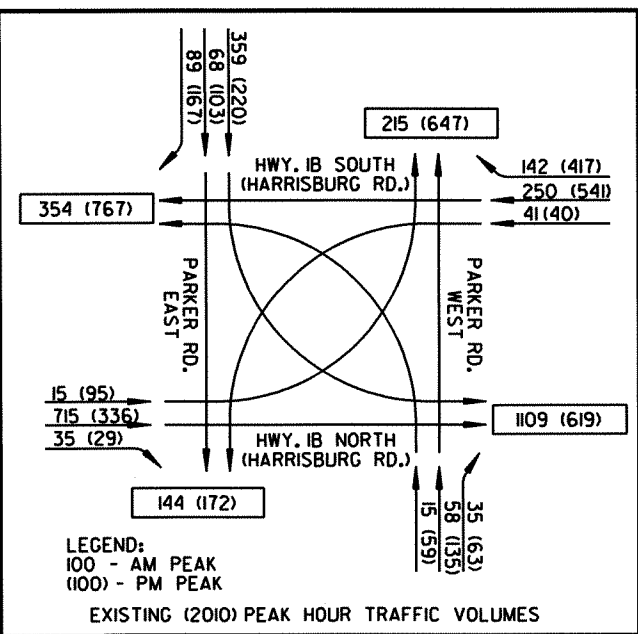 359 (220)
68 (103)
89 (167)
215 (647)
HWY. 1B SOUTH
(HARRISBURG RD.)
142 (417)
250 (541)
41 (40)
354 (767)
PARKER RD.
EAST
PARKER RD.
WEST
15 (95)
715 (336)
35 (29)
1109 (619)
HWY. 1B NORTH
(HARRISBURG RD.)
144 (172)
35 (63)
58 (135)
15 (59)
LEGEND:
100 - AM PEAK
(100) - PM PEAK
EXISTING (2010) PEAK HOUR TRAFFIC VOLUMES